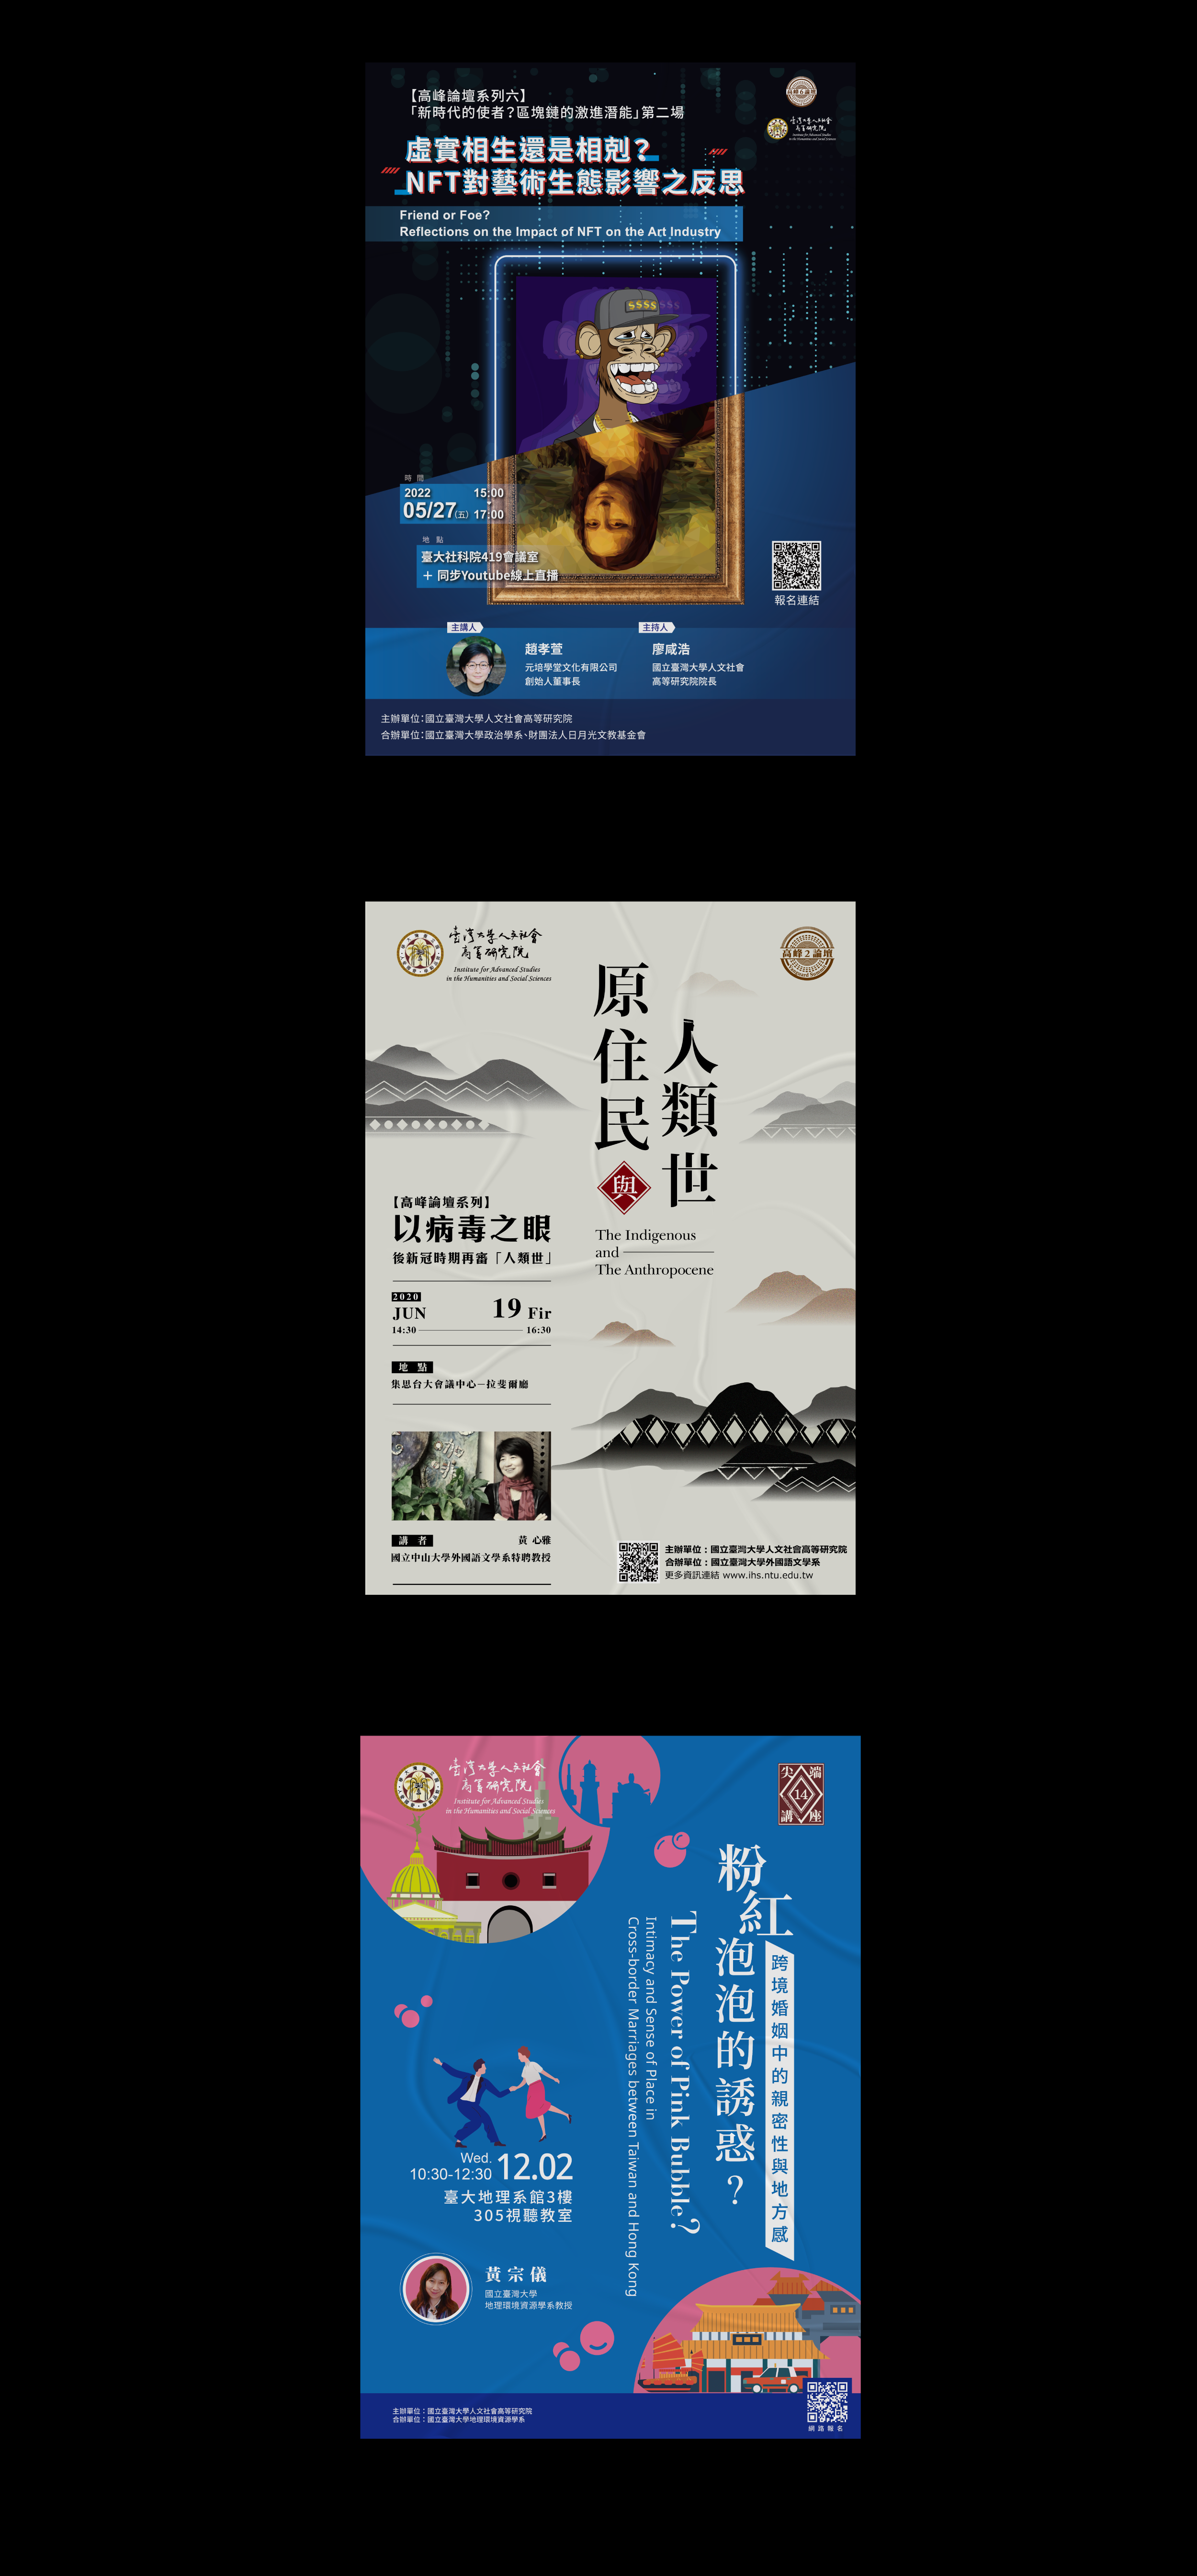 【高峰論壇系列六】
「新時代的使者？區塊鏈的激進潛能」第二場
虛實相生還是相剋？
NFT對藝術生態影響之反思
Friend or Foe?
Reflections on the Impact of NFT on the Art Industry
臺灣大學人文社會
高等研究院
Institute for Advanced Studies
in the Humanities and Social Sciences
SSSS
時間
2022 15:00
05/27(五) 17:00
地點
臺大社科院419會議室
＋ 同步Youtube線上直播
報名連結
主講人
趙孝萱
元培學堂文化有限公司
創始人董事長
主持人
廖咸浩
國立臺灣大學人文社會
高等研究院院長
主辦單位：國立臺灣大學人文社會高等研究院
合辦單位：國立臺灣大學政治學系、財團法人日月光文教基金會
臺灣大學人文社會
高等研究院
Institute for Advanced Studies
in the Humanities and Social Sciences
高峰2論壇
人類世
與
原住民
The Indigenous
and
The Anthropocene
【高峰論壇系列】
以病毒之眼
後新冠時期再審「人類世」
2020
JUN 19 Fir
14:30 16:30
地點
集思台大會議中心－拉斐爾廳
講者 黃心雅
國立中山大學外國語文學系特聘教授
主辦單位：國立臺灣大學人文社會高等研究院
合辦單位：國立臺灣大學外國語文學系
更多資訊連結 www.ihs.ntu.edu.tw
臺灣大學人文社會
高等研究院
Institute for Advanced Studies
in the Humanities and Social Sciences
尖端
14
講座
粉紅泡泡的誘惑？
跨境婚姻中的親密性與地方感
The Power of Pink Bubble?
Intimacy and Sense of Place in
Cross-border Marriages between Taiwan and Hong Kong
Wed.
10:30-12:30 12.02
臺大地理系館3樓
305視聽教室
黃宗儀
國立臺灣大學
地理環境資源學系教授
主辦單位：國立臺灣大學人文社會高等研究院
合辦單位：國立臺灣大學地理環境資源學系
網路報名